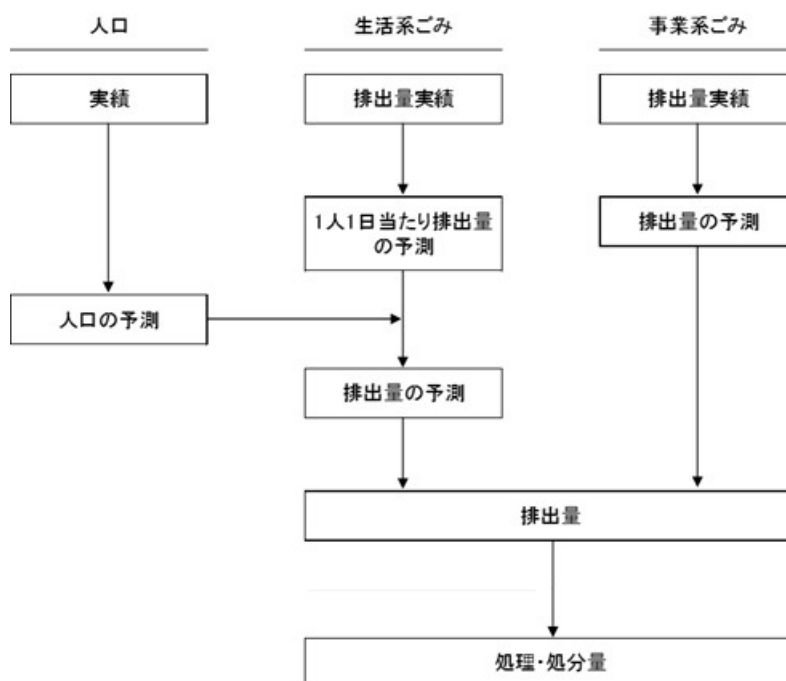 人口
生活系ごみ
事業系ごみ
実績
排出量実績
排出量実績
1人1日当たり排出量
の予測
排出量の予測
人口の予測
排出量の予測
排出量
処理・処分量